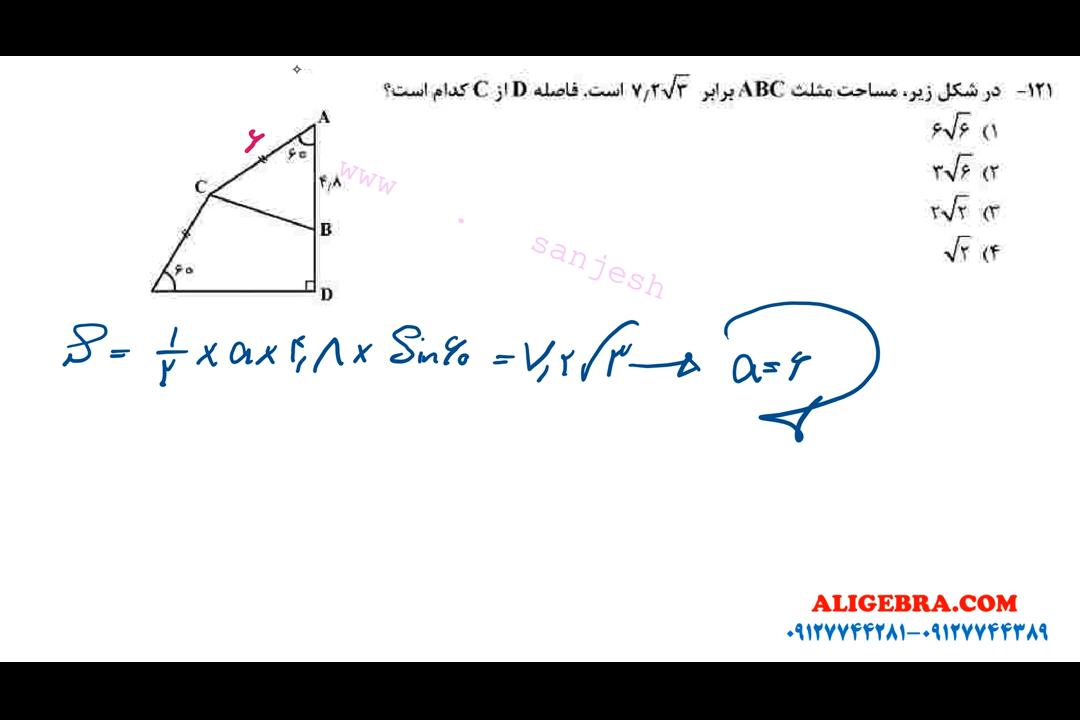 ۱۲۱- در شکل زیر، مساحت مثلث ABC برابر ۷٫۲√۳ است. فاصله D از C کدام است؟
۱) ۶√۶
۲) ۳√۶
۳) ۲√۲
۴) √۲
A
۶
۶۰
۴٫۸
C
B
۶۰
D
www
sanjesh
S = ۱/۲ × a × ۴٫۸ × Sin۶۰ = ۷٫۲√۳ → a = ۶
ALIGEBRA.COM
۰۹۱۲۷۷۴۴۲۸۱-۰۹۱۲۷۷۴۴۳۸۹